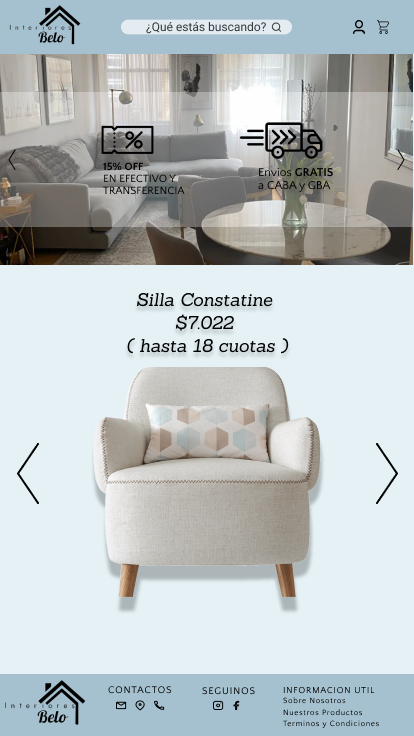 Interiores
Belo
¿Qué estás buscando?
%
15% OFF
EN EFECTIVO Y
TRANSFERENCIA
Envíos GRATIS
a CABA y GBA
Silla Constatine
$7.022
( hasta 18 cuotas )
Interiores
Belo
CONTACTOS
SEGUINOS
INFORMACION UTIL
Sobre Nosotros
Nuestros Productos
Terminos y Condiciones